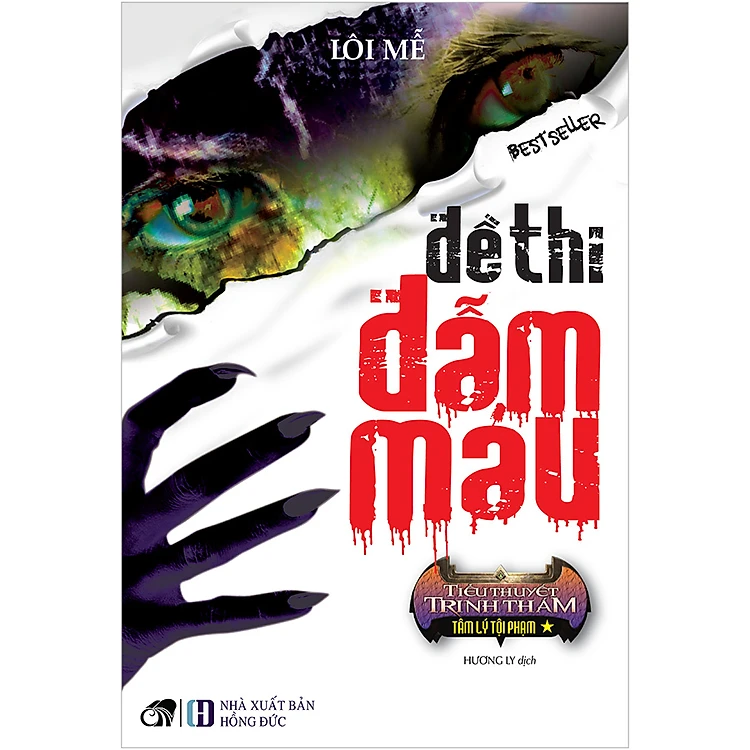 LÔI MỄ
BESTSELLER
đề thi
đẫm
máu
TIỂU THUYẾT
TRINH THÁM
TÂM LÝ TỘI PHẠM
HƯƠNG LY dịch
NHÀ XUẤT BẢN
HỒNG ĐỨC